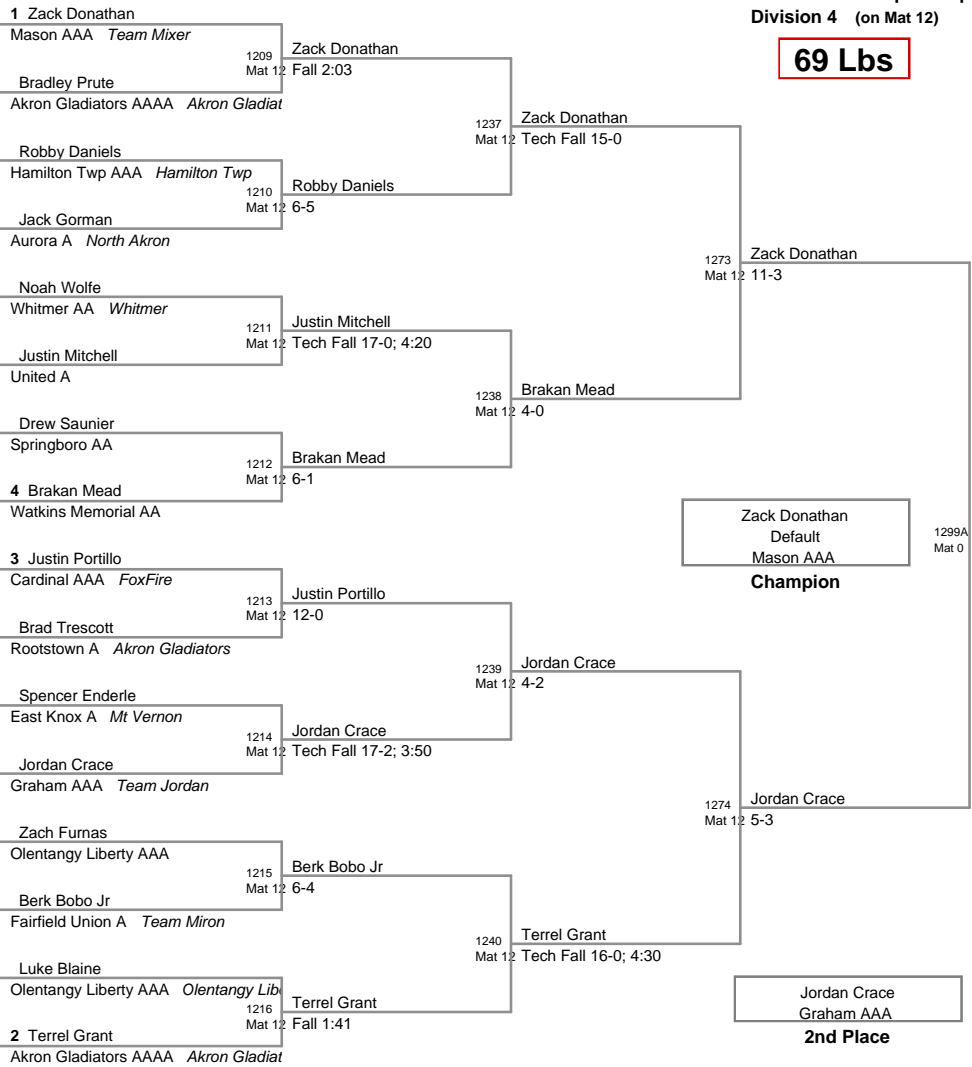 Division 4 (on Mat 12)
69 Lbs
1 Zack Donathan
Mason AAA Team Mixer
1209 Zack Donathan
Mat 12 Fall 2:03
Bradley Prute
Akron Gladiators AAAA Akron Gladiat
1237 Zack Donathan
Mat 12 Tech Fall 15-0
Robby Daniels
Hamilton Twp AAA Hamilton Twp
1210 Robby Daniels
Mat 12 6-5
Jack Gorman
Aurora A North Akron
1273 Zack Donathan
Mat 12 11-3
Noah Wolfe
Whitmer AA Whitmer
1211 Justin Mitchell
Mat 12 Tech Fall 17-0; 4:20
Justin Mitchell
United A
1238 Brakan Mead
Mat 12 4-0
Drew Saunier
Springboro AA
1212 Brakan Mead
Mat 12 6-1
4 Brakan Mead
Watkins Memorial AA
Zack Donathan
Default
Mason AAA
Champion
1299A
Mat 0
3 Justin Portillo
Cardinal AAA FoxFire
1213 Justin Portillo
Mat 12 12-0
Brad Trescott
Rootstown A Akron Gladiators
1239 Jordan Crace
Mat 12 4-2
Spencer Enderle
East Knox A Mt Vernon
1214 Jordan Crace
Mat 12 Tech Fall 17-2; 3:50
Jordan Crace
Graham AAA Team Jordan
1274 Jordan Crace
Mat 12 5-3
Zach Furnas
Olentangy Liberty AAA
1215 Berk Bobo Jr
Mat 12 6-4
Berk Bobo Jr
Fairfield Union A Team Miron
1240 Terrel Grant
Mat 12 Tech Fall 16-0; 4:30
Luke Blaine
Olentangy Liberty AAA Olentangy Lib
1216 Terrel Grant
Mat 12 Fall 1:41
2 Terrel Grant
Akron Gladiators AAAA Akron Gladiat
Jordan Crace
Graham AAA
2nd Place